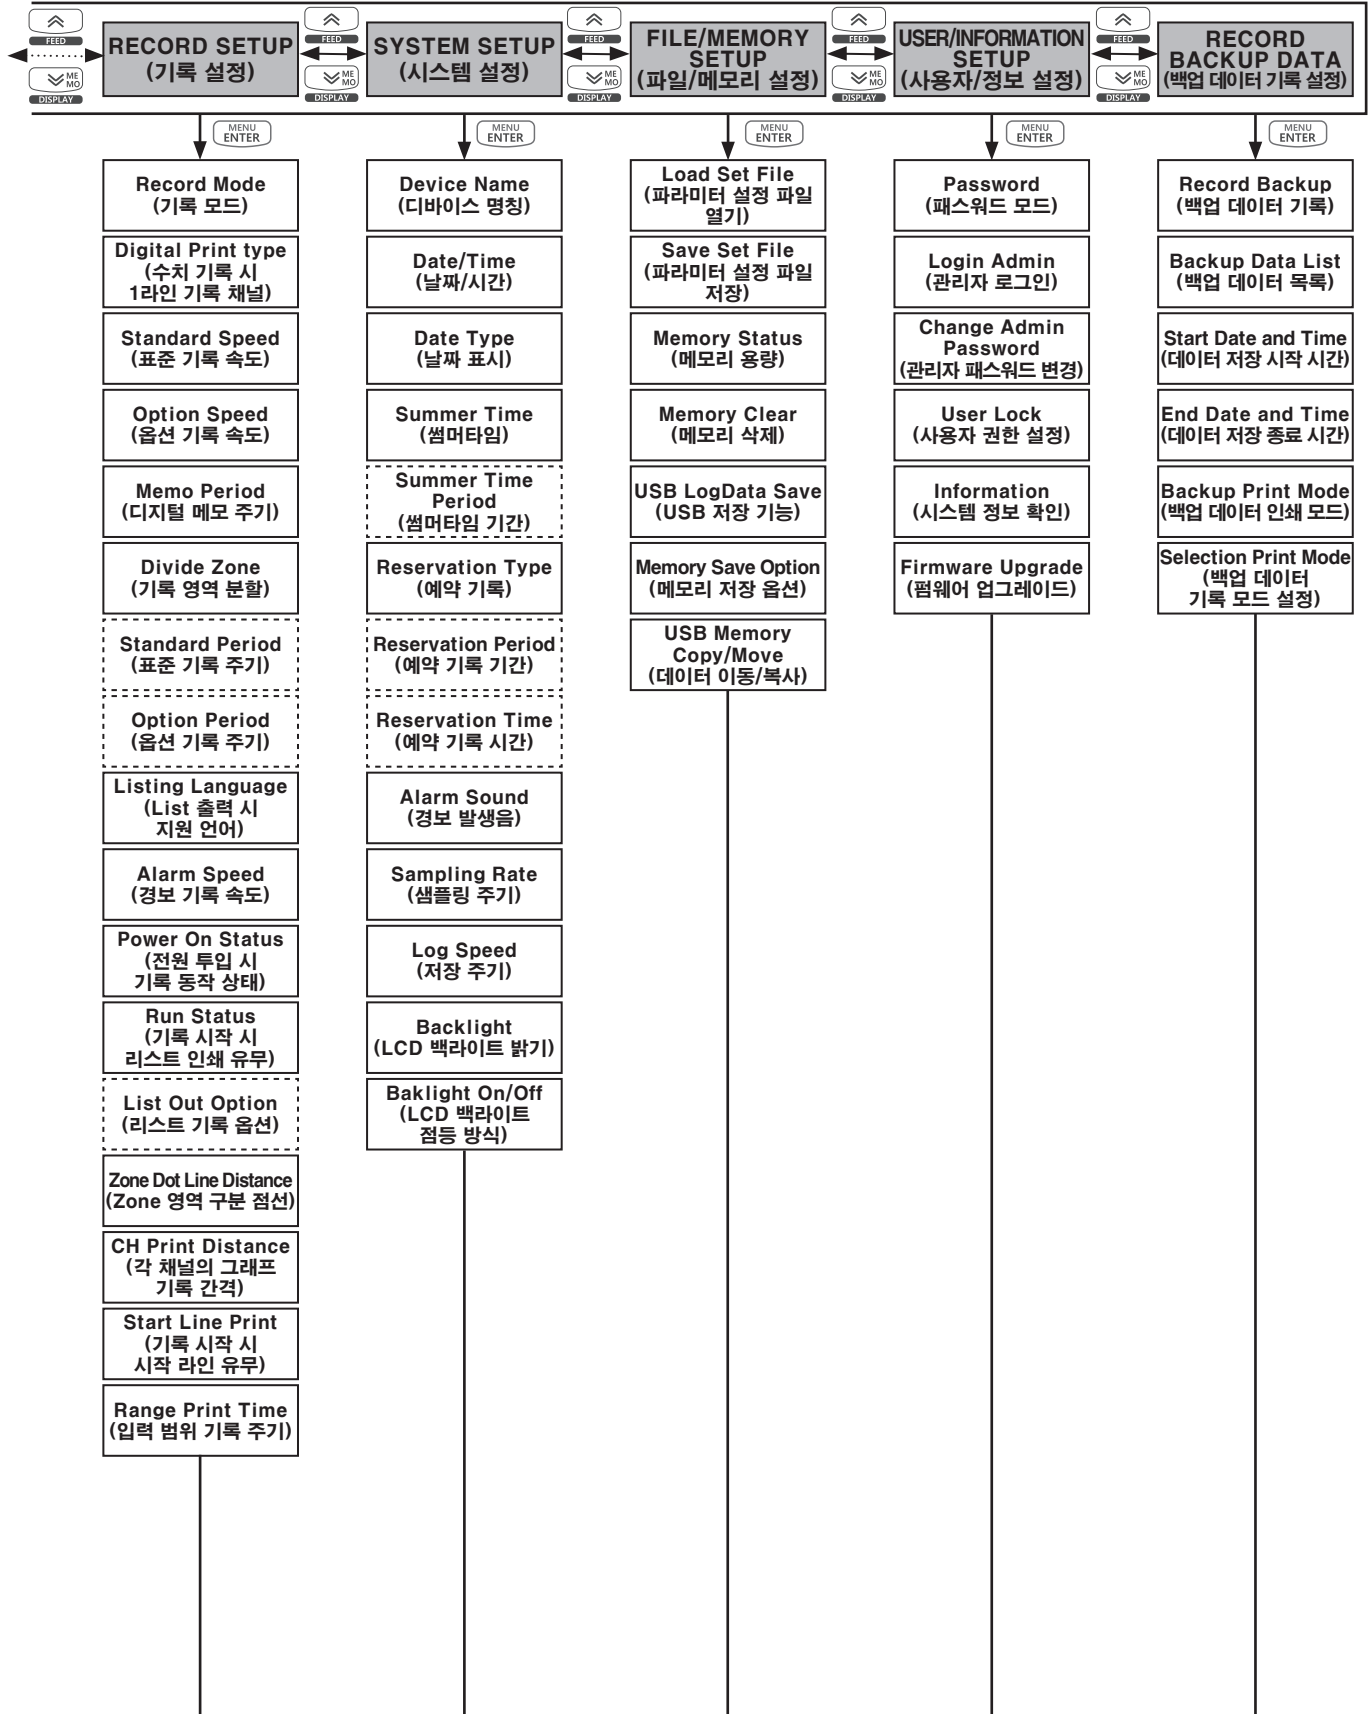 FEED
ME
MO
DISPLAY
RECORD SETUP
(기록 설정)
FEED
ME
MO
DISPLAY
SYSTEM SETUP
(시스템 설정)
FEED
ME
MO
DISPLAY
FILE/MEMORY
SETUP
(파일/메모리 설정)
FEED
ME
MO
DISPLAY
USER/INFORMATION
SETUP
(사용자/정보 설정)
FEED
ME
MO
DISPLAY
RECORD
BACKUP DATA
(백업 데이터 기록 설정)
MENU
ENTER
Record Mode
(기록 모드)
Digital Print type
(수치 기록 시
1라인 기록 채널)
Standard Speed
(표준 기록 속도)
Option Speed
(옵션 기록 속도)
Memo Period
(디지털 메모 주기)
Divide Zone
(기록 영역 분할)
Standard Period
(표준 기록 주기)
Option Period
(옵션 기록 주기)
Listing Language
(List 출력 시
지원 언어)
Alarm Speed
(경보 기록 속도)
Power On Status
(전원 투입 시
기록 동작 상태)
Run Status
(기록 시작 시
리스트 인쇄 유무)
List Out Option
(리스트 기록 옵션)
Zone Dot Line Distance
(Zone 영역 구분 점선)
CH Print Distance
(각 채널의 그래프
기록 간격)
Start Line Print
(기록 시작 시
시작 라인 유무)
Range Print Time
(입력 범위 기록 주기)
MENU
ENTER
Device Name
(디바이스 명칭)
Date/Time
(날짜/시간)
Date Type
(날짜 표시)
Summer Time
(썸머타임)
Summer Time
Period
(썸머타임 기간)
Reservation Type
(예약 기록)
Reservation Period
(예약 기록 기간)
Reservation Time
(예약 기록 시간)
Alarm Sound
(경보 발생음)
Sampling Rate
(샘플링 주기)
Log Speed
(저장 주기)
Backlight
(LCD 백라이트 밝기)
Baklight On/Off
(LCD 백라이트
점등 방식)
MENU
ENTER
Load Set File
(파라미터 설정 파일
열기)
Save Set File
(파라미터 설정 파일
저장)
Memory Status
(메모리 용량)
Memory Clear
(메모리 삭제)
USB LogData Save
(USB 저장 기능)
Memory Save Option
(메모리 저장 옵션)
USB Memory
Copy/Move
(데이터 이동/복사)
MENU
ENTER
Password
(패스워드 모드)
Login Admin
(관리자 로그인)
Change Admin
Password
(관리자 패스워드 변경)
User Lock
(사용자 권한 설정)
Information
(시스템 정보 확인)
Firmware Upgrade
(펌웨어 업그레이드)
MENU
ENTER
Record Backup
(백업 데이터 기록)
Backup Data List
(백업 데이터 목록)
Start Date and Time
(데이터 저장 시작 시간)
End Date and Time
(데이터 저장 종료 시간)
Backup Print Mode
(백업 데이터 인쇄 모드)
Selection Print Mode
(백업 데이터
기록 모드 설정)